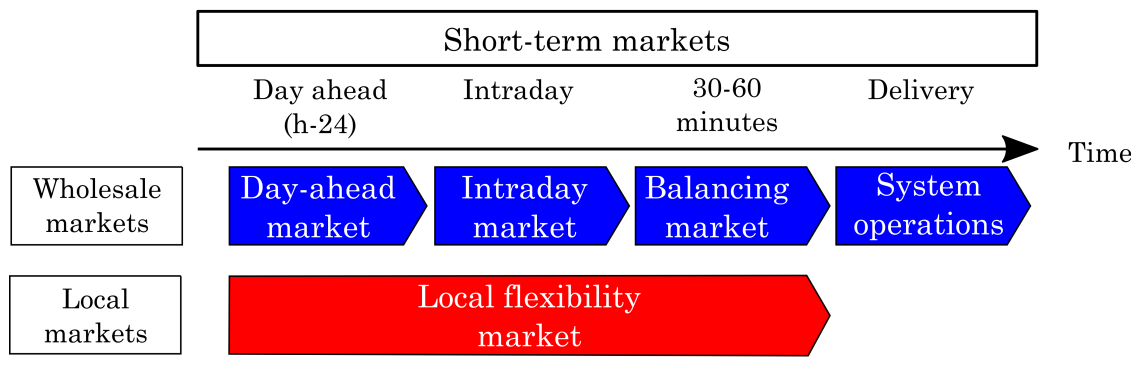 Short-term markets
Day ahead
(h-24)
Intraday
30-60
minutes
Delivery
Time
Wholesale
markets
Day-ahead
market
Intraday
market
Balancing
market
System
operations
Local
markets
Local flexibility
market